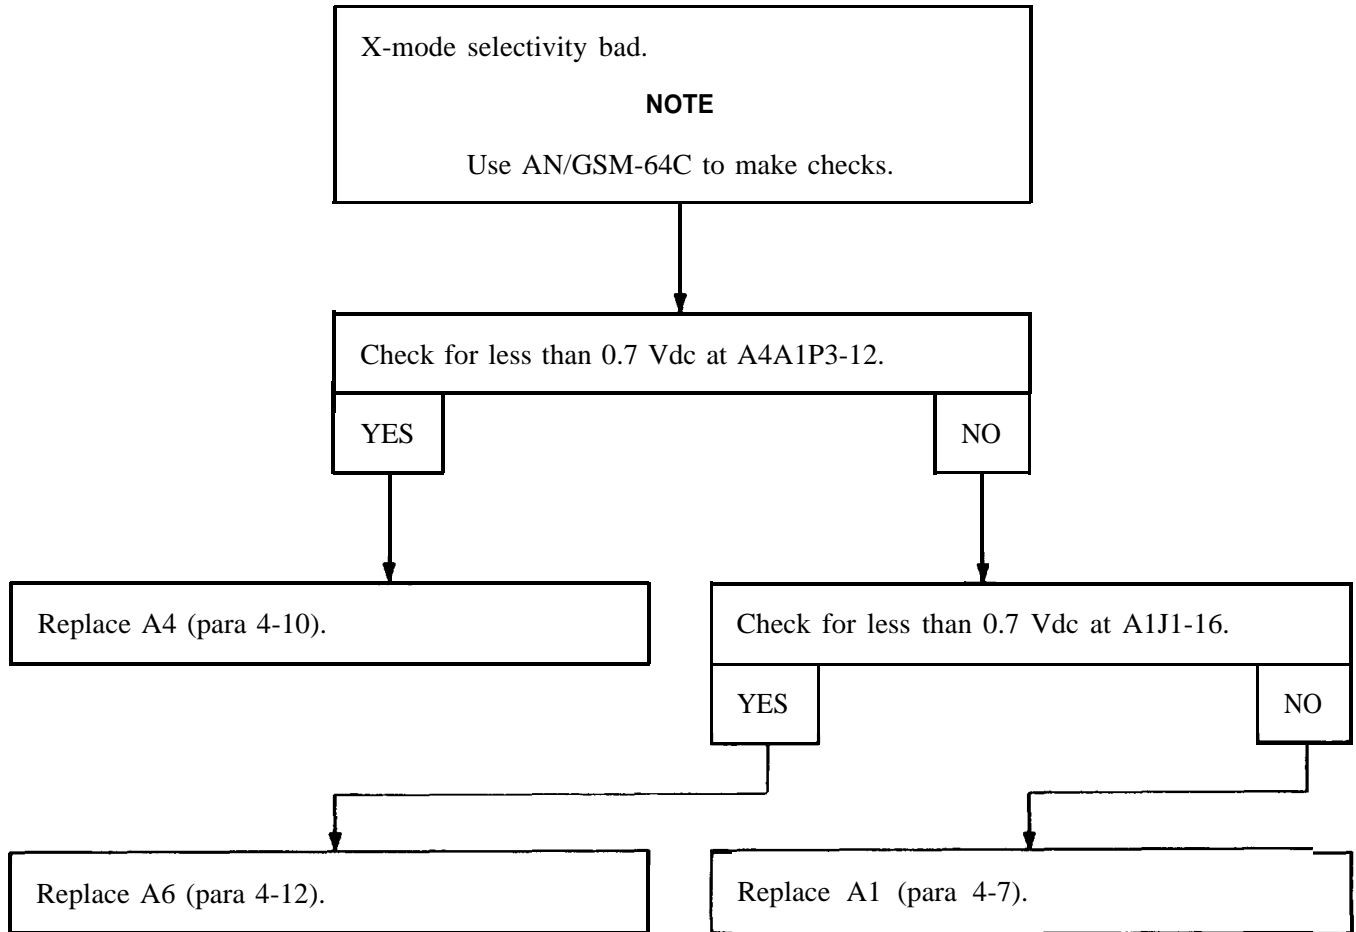 X-mode selectivity bad.
NOTE
Use AN/GSM-64C to make checks.
Check for less than 0.7 Vdc at A4A1P3-12.
YES
NO
Replace A4 (para 4-10).
Check for less than 0.7 Vdc at A1J1-16.
YES
NO
Replace A6 (para 4-12).
Replace A1 (para 4-7).